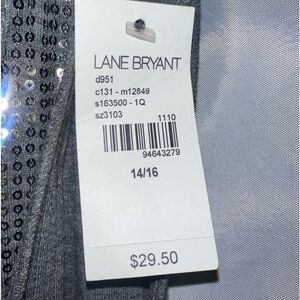 LANE BRYANT
d951
c131 - m12849
s163500 - 1Q
sz3103
1110
94643279
14/16
$29.50